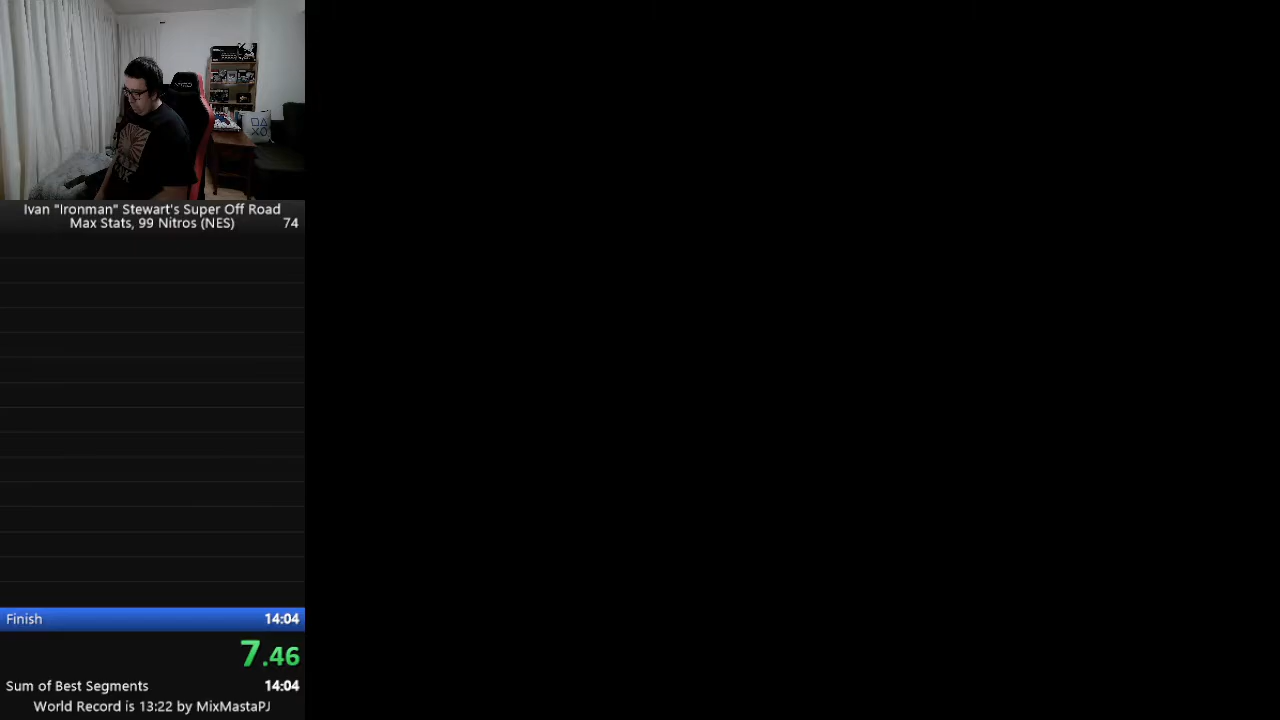 Ivan "Ironman" Stewart's Super Off Road
Max Stats, 99 Nitros (NES) 74
Finish 14:04
7.46
Sum of Best Segments 14:04
World Record is 13:22 by MixMastaPJ